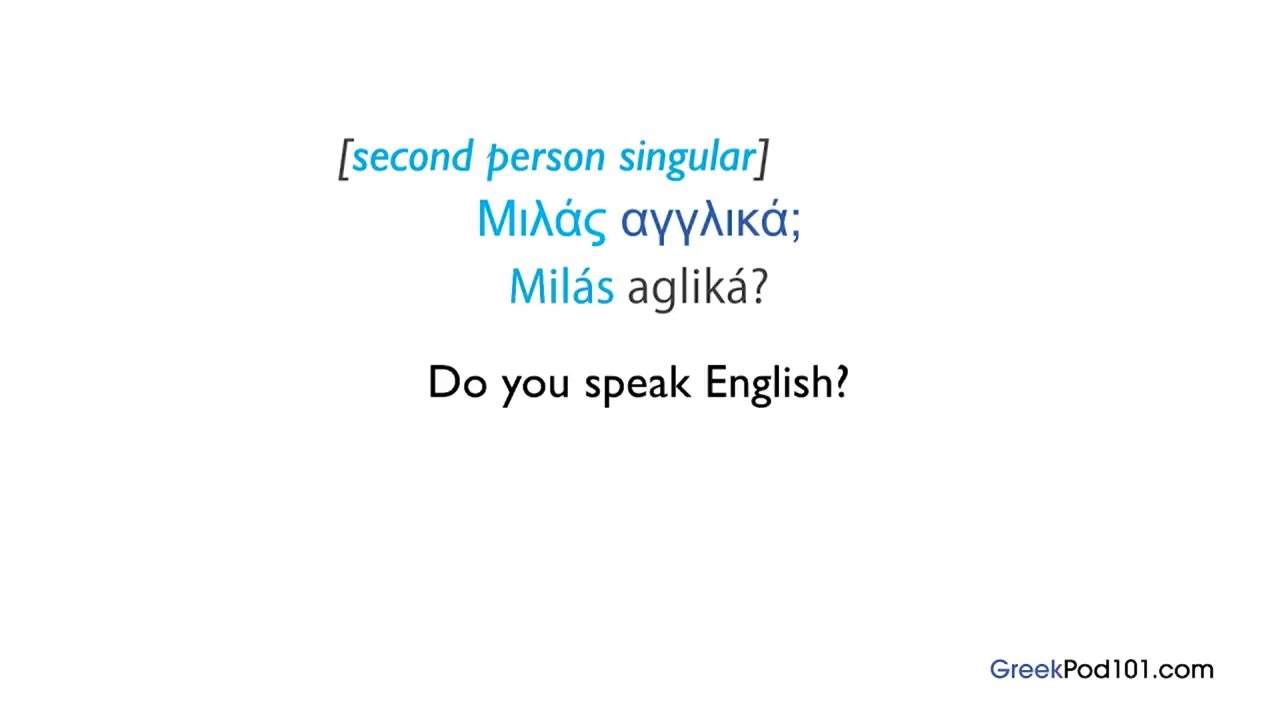 [second person singular]
Μιλάς αγγλικά;
Milás agliká?
Do you speak English?
GreekPod101.com